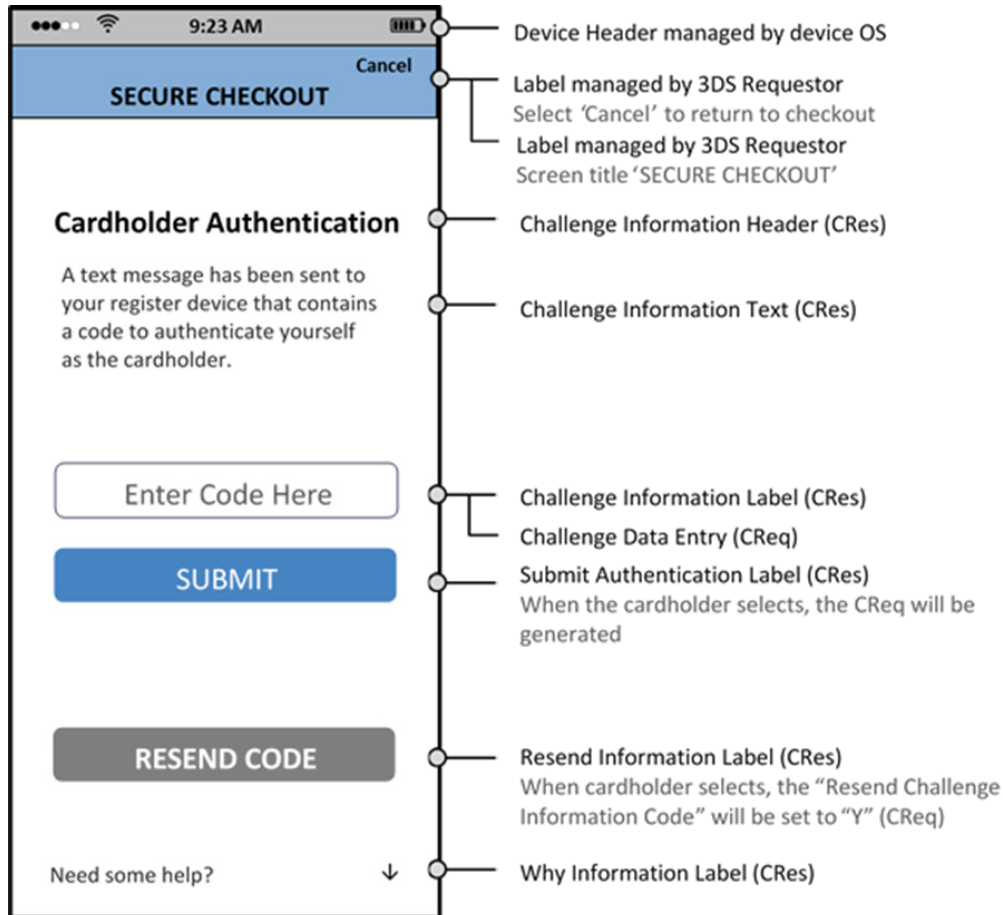 9:23 AM
Cancel
SECURE CHECKOUT
Cardholder Authentication
A text message has been sent to
your register device that contains
a code to authenticate yourself
as the cardholder.
Enter Code Here
SUBMIT
RESEND CODE
Need some help?
Device Header managed by device OS
Label managed by 3DS Requestor
Select ‘Cancel’ to return to checkout
Label managed by 3DS Requestor
Screen title ‘SECURE CHECKOUT’
Challenge Information Header (CRes)
Challenge Information Text (CRes)
Challenge Information Label (CRes)
Challenge Data Entry (CReq)
Submit Authentication Label (CRes)
When the cardholder selects, the CReq will be
generated
Resend Information Label (CRes)
When cardholder selects, the “Resend Challenge
Information Code” will be set to “Y” (CReq)
Why Information Label (CRes)